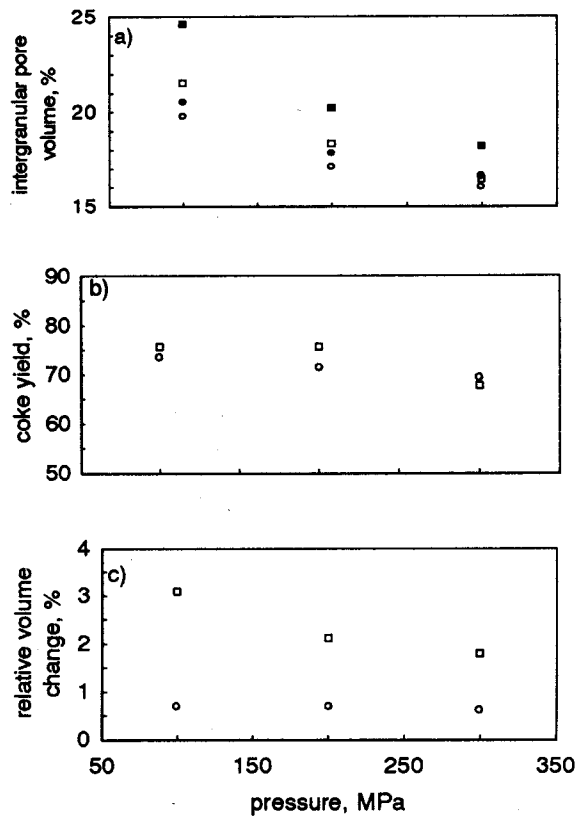 a)
intergranular pore
volume, %
25
20
15
b)
coke yield, %
90
80
70
60
50
c)
relative volume
change, %
4
3
2
1
0
50
150
250
350
pressure, MPa